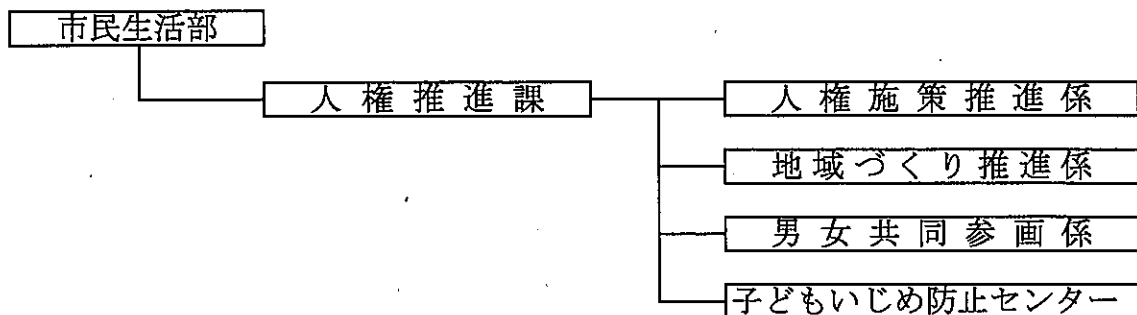 市民生活部
人権推進課
人権施策推進係
地域づくり推進係
男女共同参画係
子どもいじめ防止センター